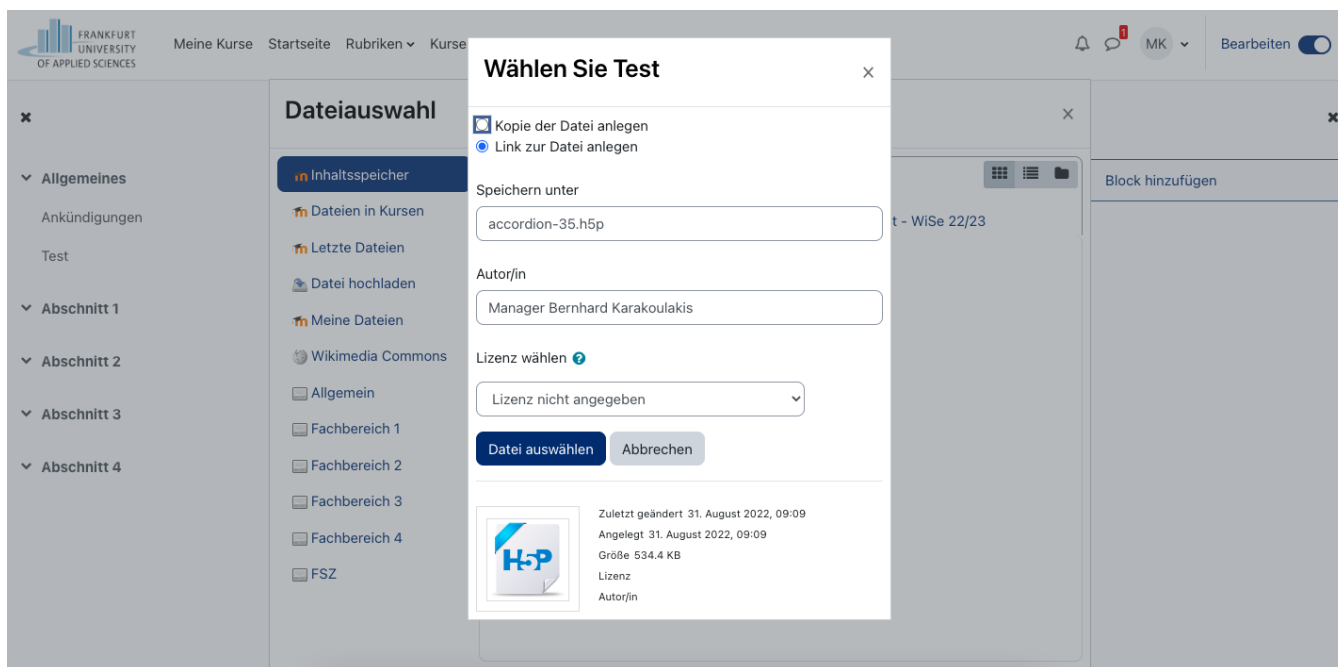 FRANKFURT
UNIVERSITY
OF APPLIED SCIENCES
Meine Kurse Startseite Rubriken Kurse
1
MK
Bearbeiten
Allgemeines
Ankündigungen
Test
Abschnitt 1
Abschnitt 2
Abschnitt 3
Abschnitt 4
Dateiauswahl
Inhaltsspeicher
Dateien in Kursen
Letzte Dateien
Datei hochladen
Meine Dateien
Wikimedia Commons
Allgemein
Fachbereich 1
Fachbereich 2
Fachbereich 3
Fachbereich 4
FSZ
Wählen Sie Test
Kopie der Datei anlegen
Link zur Datei anlegen
Speichern unter
accordion-35.h5p
Autor/in
Manager Bernhard Karakoulakis
Lizenz wählen
Lizenz nicht angegeben
Datei auswählen Abbrechen
H5P
Zuletzt geändert 31. August 2022, 09:09
Angelegt 31. August 2022, 09:09
Größe 534.4 KB
Lizenz
Autor/in
t - WiSe 22/23
Block hinzufügen